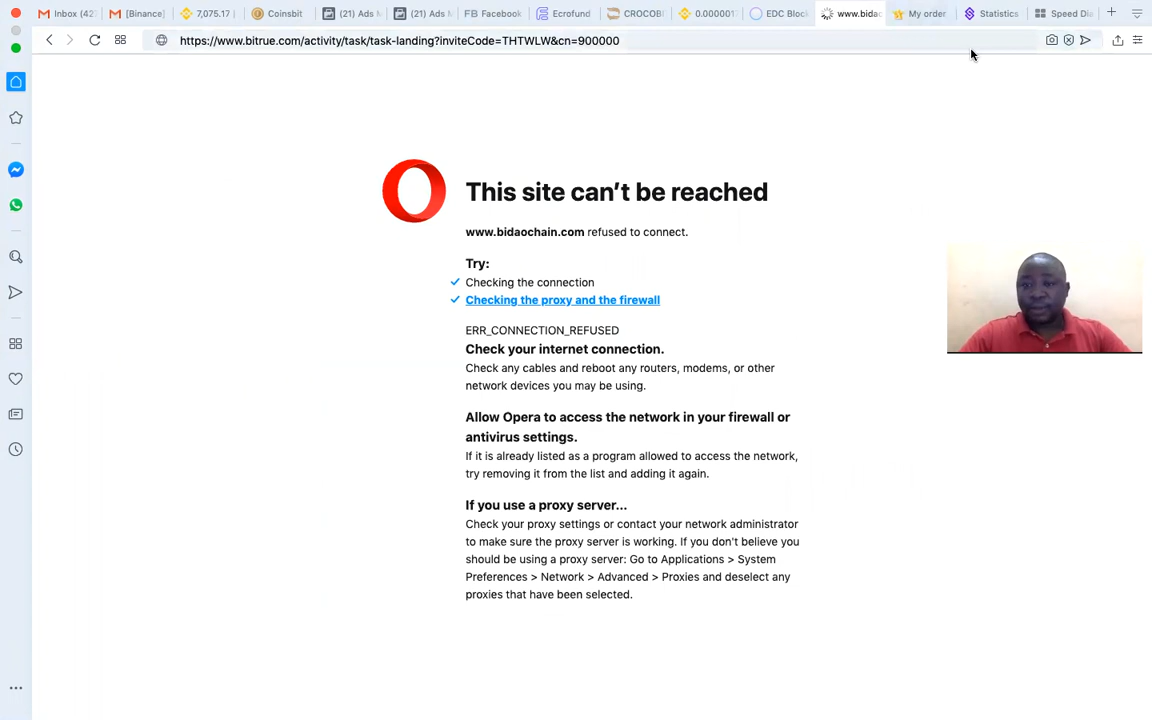 Inbox (42
[Binance]
7,075.17
Coinsbit
(21) Ads M
(21) Ads M
FB Facebook
Ecrofund
CROCOB
0.000001
EDC Block
www.bidac
My order
Statistics
Speed Dia
https://www.bitrue.com/activity/task/task-landing?inviteCode=THTWLW&cn=900000
This site can’t be reached
www.bidaochain.com refused to connect.
Try:
Checking the connection
Checking the proxy and the firewall
ERR_CONNECTION_REFUSED
Check your internet connection.
Check any cables and reboot any routers, modems, or other
network devices you may be using.
Allow Opera to access the network in your firewall or
antivirus settings.
If it is already listed as a program allowed to access the network,
try removing it from the list and adding it again.
If you use a proxy server...
Check your proxy settings or contact your network administrator
to make sure the proxy server is working. If you don't believe you
should be using a proxy server: Go to Applications > System
Preferences > Network > Advanced > Proxies and deselect any
proxies that have been selected.